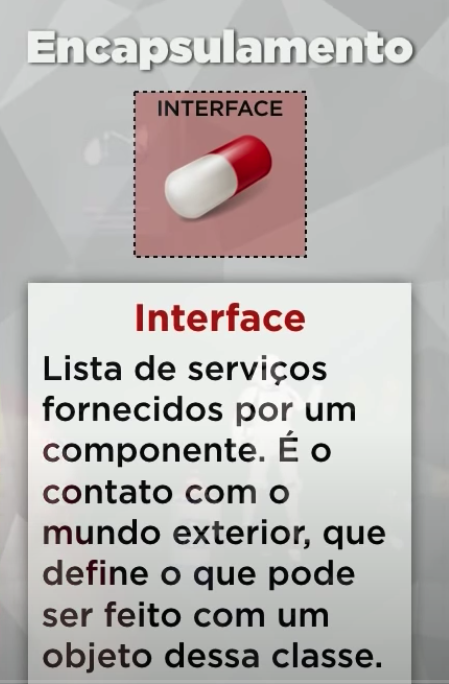 Encapsulamento
INTERFACE
Interface
Lista de serviços
fornecidos por um
componente. É o
contato com o
mundo exterior, que
define o que pode
ser feito com um
objeto dessa classe.